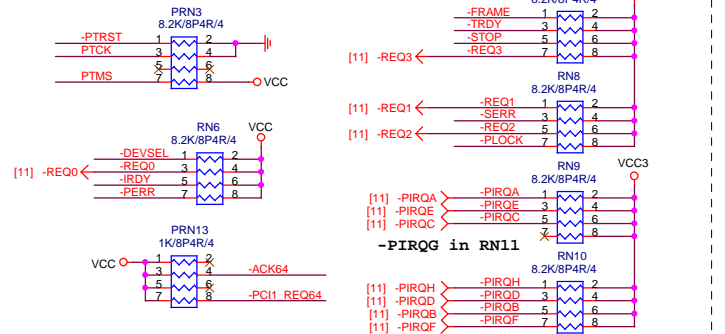 PRN3
8.2K/8P4R/4
-PTRST 1 2
PTCK 3 4
5 6
PTMS 7 8 VCC
RN6
8.2K/8P4R/4
VCC
-DEVSEL 1 2
[11] -REQ0 -REQ0 3 4
-IRDY 5 6
-PERR 7 8
PRN13
1K/8P4R/4
VCC 1 2
3 4 -ACK64
5 6
7 8 -PCI1_REQ64
8.2K/8P4R/4
-FRAME 1 2
-TRDY 3 4
-STOP 5 6
[11] -REQ3 -REQ3 7 8
RN8
8.2K/8P4R/4
[11] -REQ1 -REQ1 1 2
-SERR 3 4
[11] -REQ2 -REQ2 5 6
-PLOCK 7 8
RN9
8.2K/8P4R/4
VCC3
[11] -PIRQA -PIRQA 1 2
[11] -PIRQE -PIRQE 3 4
[11] -PIRQC -PIRQC 5 6
7 8
-PIRQG in RN11
RN10
8.2K/8P4R/4
[11] -PIRQH -PIRQH 1 2
[11] -PIRQD -PIRQD 3 4
[11] -PIRQB -PIRQB 5 6
[11] -PIRQF -PIRQF 7 8